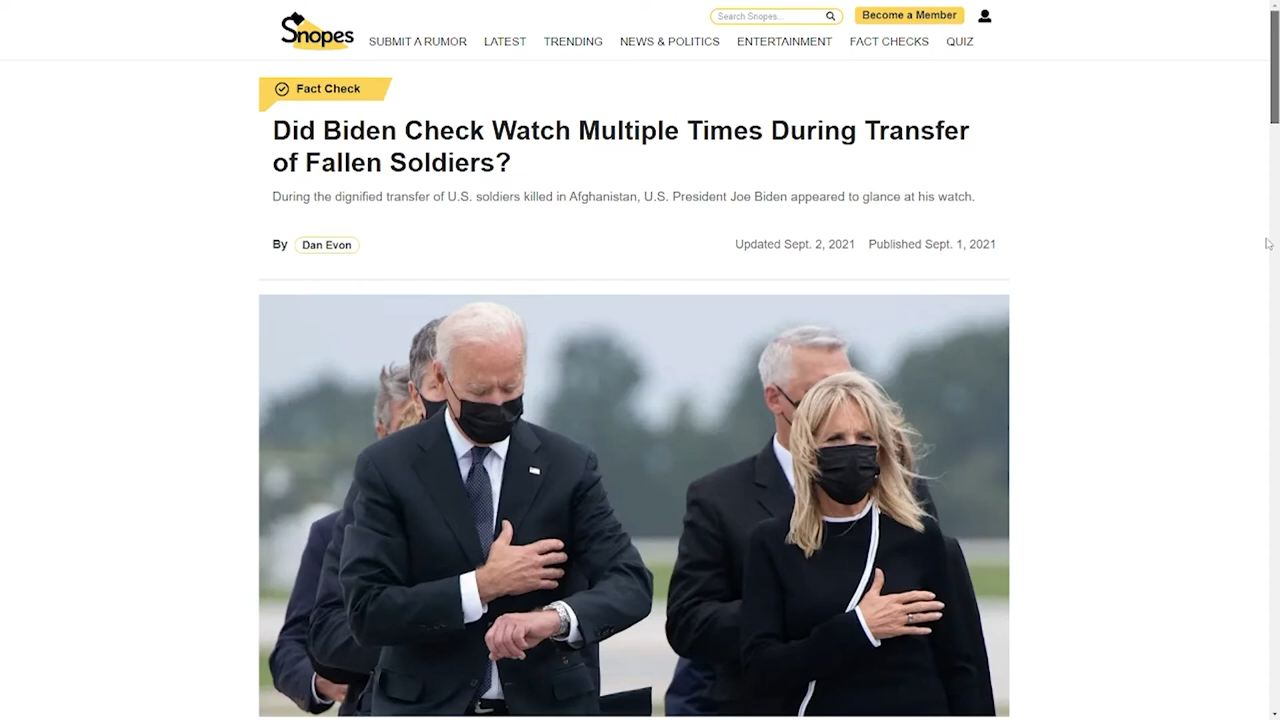 Snopes
Search Snopes...
Become a Member
SUBMIT A RUMOR LATEST TRENDING NEWS & POLITICS ENTERTAINMENT FACT CHECKS QUIZ
Fact Check
Did Biden Check Watch Multiple Times During Transfer
of Fallen Soldiers?
During the dignified transfer of U.S. soldiers killed in Afghanistan, U.S. President Joe Biden appeared to glance at his watch.
By Dan Evon Updated Sept. 2, 2021 Published Sept. 1, 2021